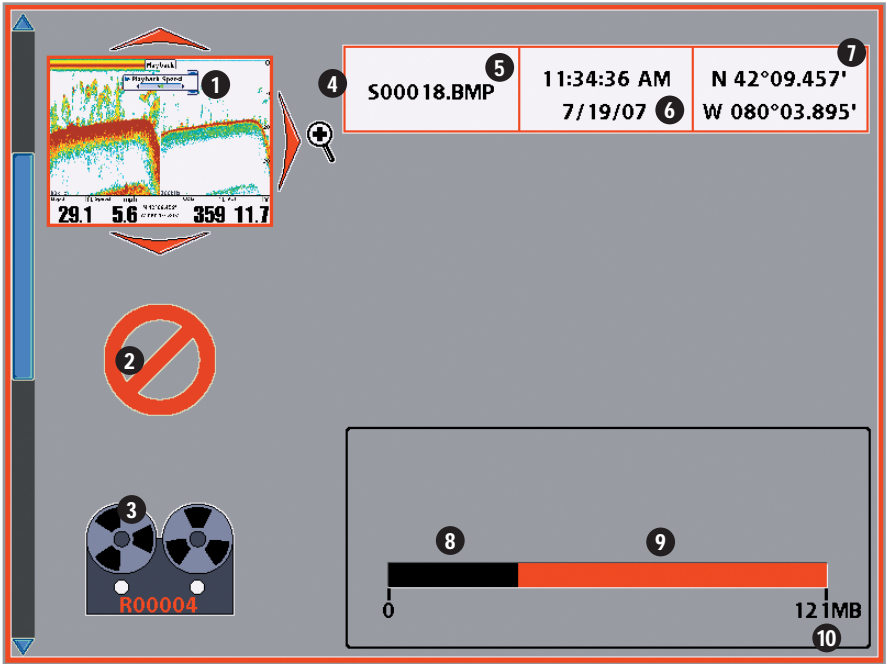 Playback
Playback Speed
29.1 5.6 359 11.7
1
4
S00018.BMP
5
11:34:36 AM
7/19/07
6
7
N 42°09.457'
W 080°03.895'
2
3
R00004
8
9
0
121MB
10